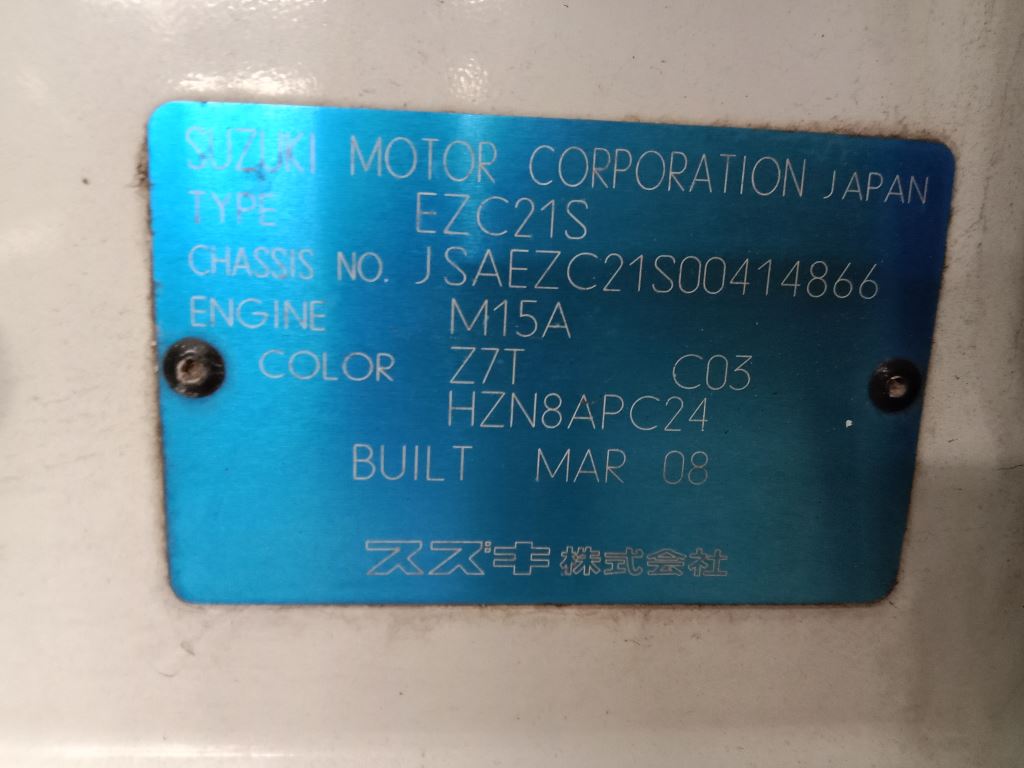 SUZUKI MOTOR CORPORATION JAPAN
TYPE EZC21S
CHASSIS NO. JSAEZC21S00414866
ENGINE M15A
COLOR Z7T C03
HZN8APC24
BUILT MAR 08
スズキ株式会社